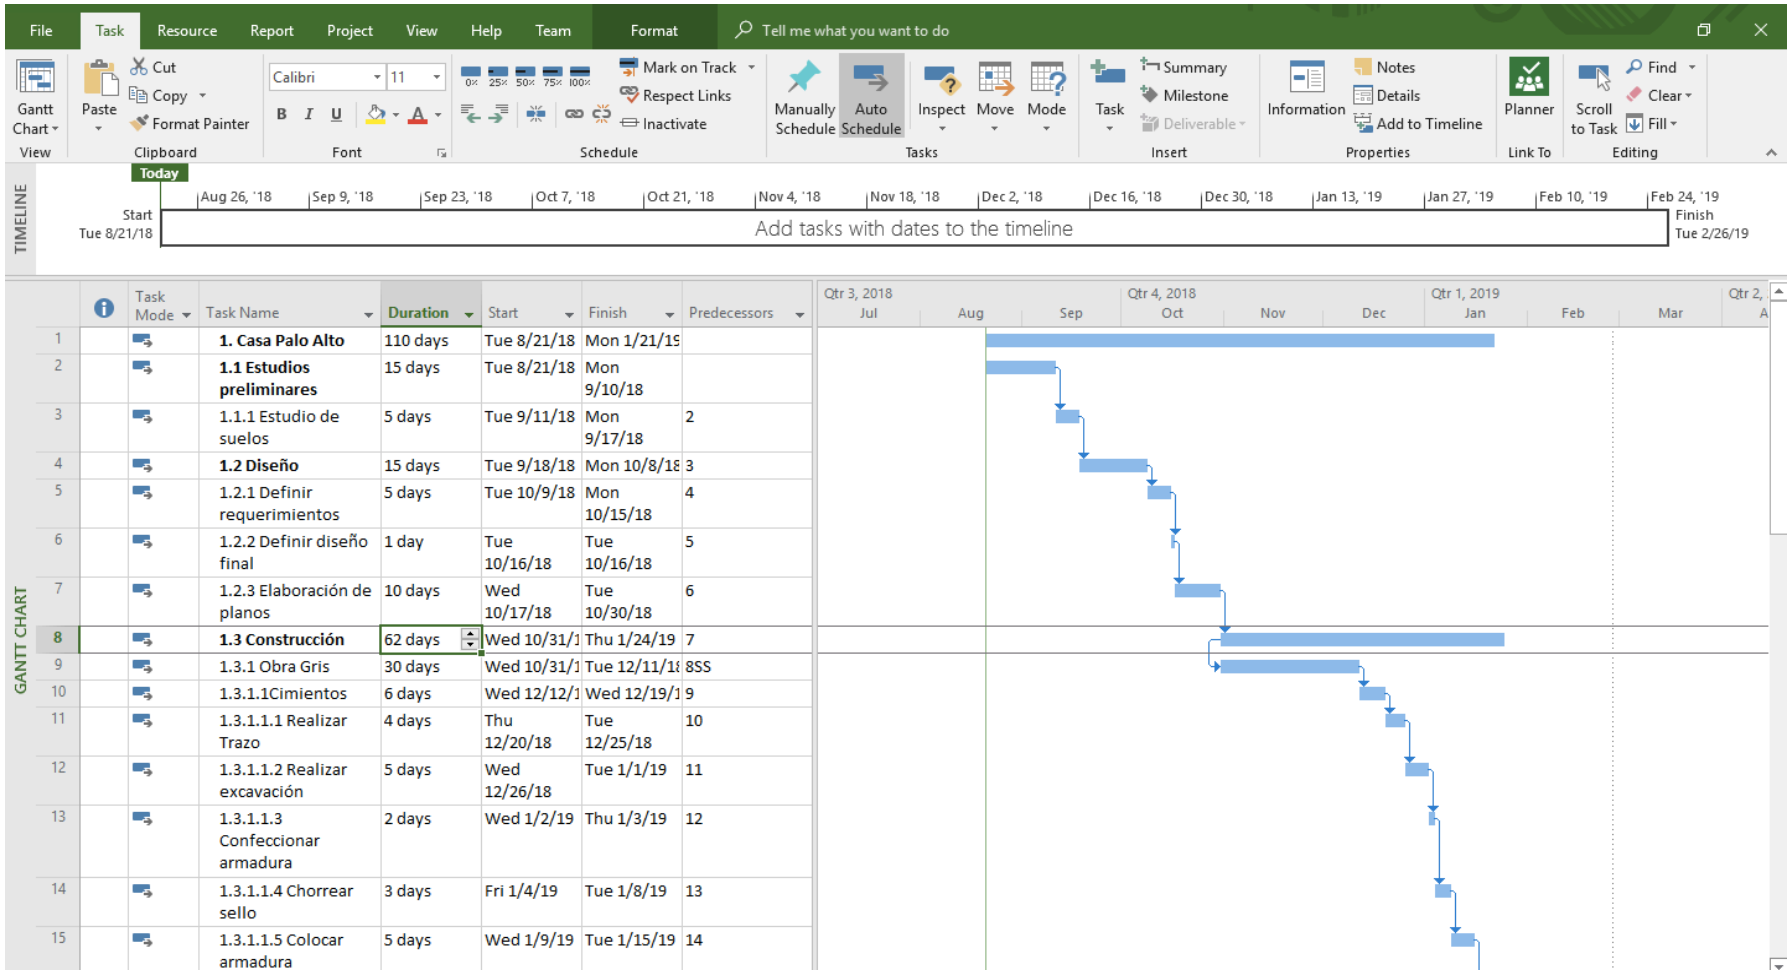 File Task Resource Report Project View Help Team Format Tell me what you want to do
Gantt Chart
View
Paste
Cut
Copy
Format Painter
Clipboard
Calibri 11
B I U A
Font
0% 25% 50% 75% 100%
Mark on Track
Respect Links
Inactivate
Schedule
Manually Schedule
Auto Schedule
Inspect Move Mode
Tasks
Task
Summary
Milestone
Deliverable
Insert
Information
Notes
Details
Add to Timeline
Properties
Planner
Link To
Scroll to Task
Find
Clear
Fill
Editing
TIMELINE
Today
Aug 26, '18 Sep 9, '18 Sep 23, '18 Oct 7, '18 Oct 21, '18 Nov 4, '18 Nov 18, '18 Dec 2, '18 Dec 16, '18 Dec 30, '18 Jan 13, '19 Jan 27, '19 Feb 10, '19 Feb 24, '19
Start
Tue 8/21/18
Add tasks with dates to the timeline
Finish
Tue 2/26/19
GANTT CHART
Task Mode Task Name Duration Start Finish Predecessors
Qtr 3, 2018 Qtr 4, 2018 Qtr 1, 2019 Qtr 2,
Jul Aug Sep Oct Nov Dec Jan Feb Mar A
1 1. Casa Palo Alto 110 days Tue 8/21/18 Mon 1/21/19
2 1.1 Estudios preliminares 15 days Tue 8/21/18 Mon 9/10/18
3 1.1.1 Estudio de suelos 5 days Tue 9/11/18 Mon 9/17/18 2
4 1.2 Diseño 15 days Tue 9/18/18 Mon 10/8/18 3
5 1.2.1 Definir requerimientos 5 days Tue 10/9/18 Mon 10/15/18 4
6 1.2.2 Definir diseño final 1 day Tue 10/16/18 Tue 10/16/18 5
7 1.2.3 Elaboración de planos 10 days Wed 10/17/18 Tue 10/30/18 6
8 1.3 Construcción 62 days Wed 10/31/1 Thu 1/24/19 7
9 1.3.1 Obra Gris 30 days Wed 10/31/1 Tue 12/11/18 8SS
10 1.3.1.1Cimientos 6 days Wed 12/12/1 Wed 12/19/1 9
11 1.3.1.1.1 Realizar Trazo 4 days Thu 12/20/18 Tue 12/25/18 10
12 1.3.1.1.2 Realizar excavación 5 days Wed 12/26/18 Tue 1/1/19 11
13 1.3.1.1.3 Confeccionar armadura 2 days Wed 1/2/19 Thu 1/3/19 12
14 1.3.1.1.4 Chorrear sello 3 days Fri 1/4/19 Tue 1/8/19 13
15 1.3.1.1.5 Colocar armadura 5 days Wed 1/9/19 Tue 1/15/19 14